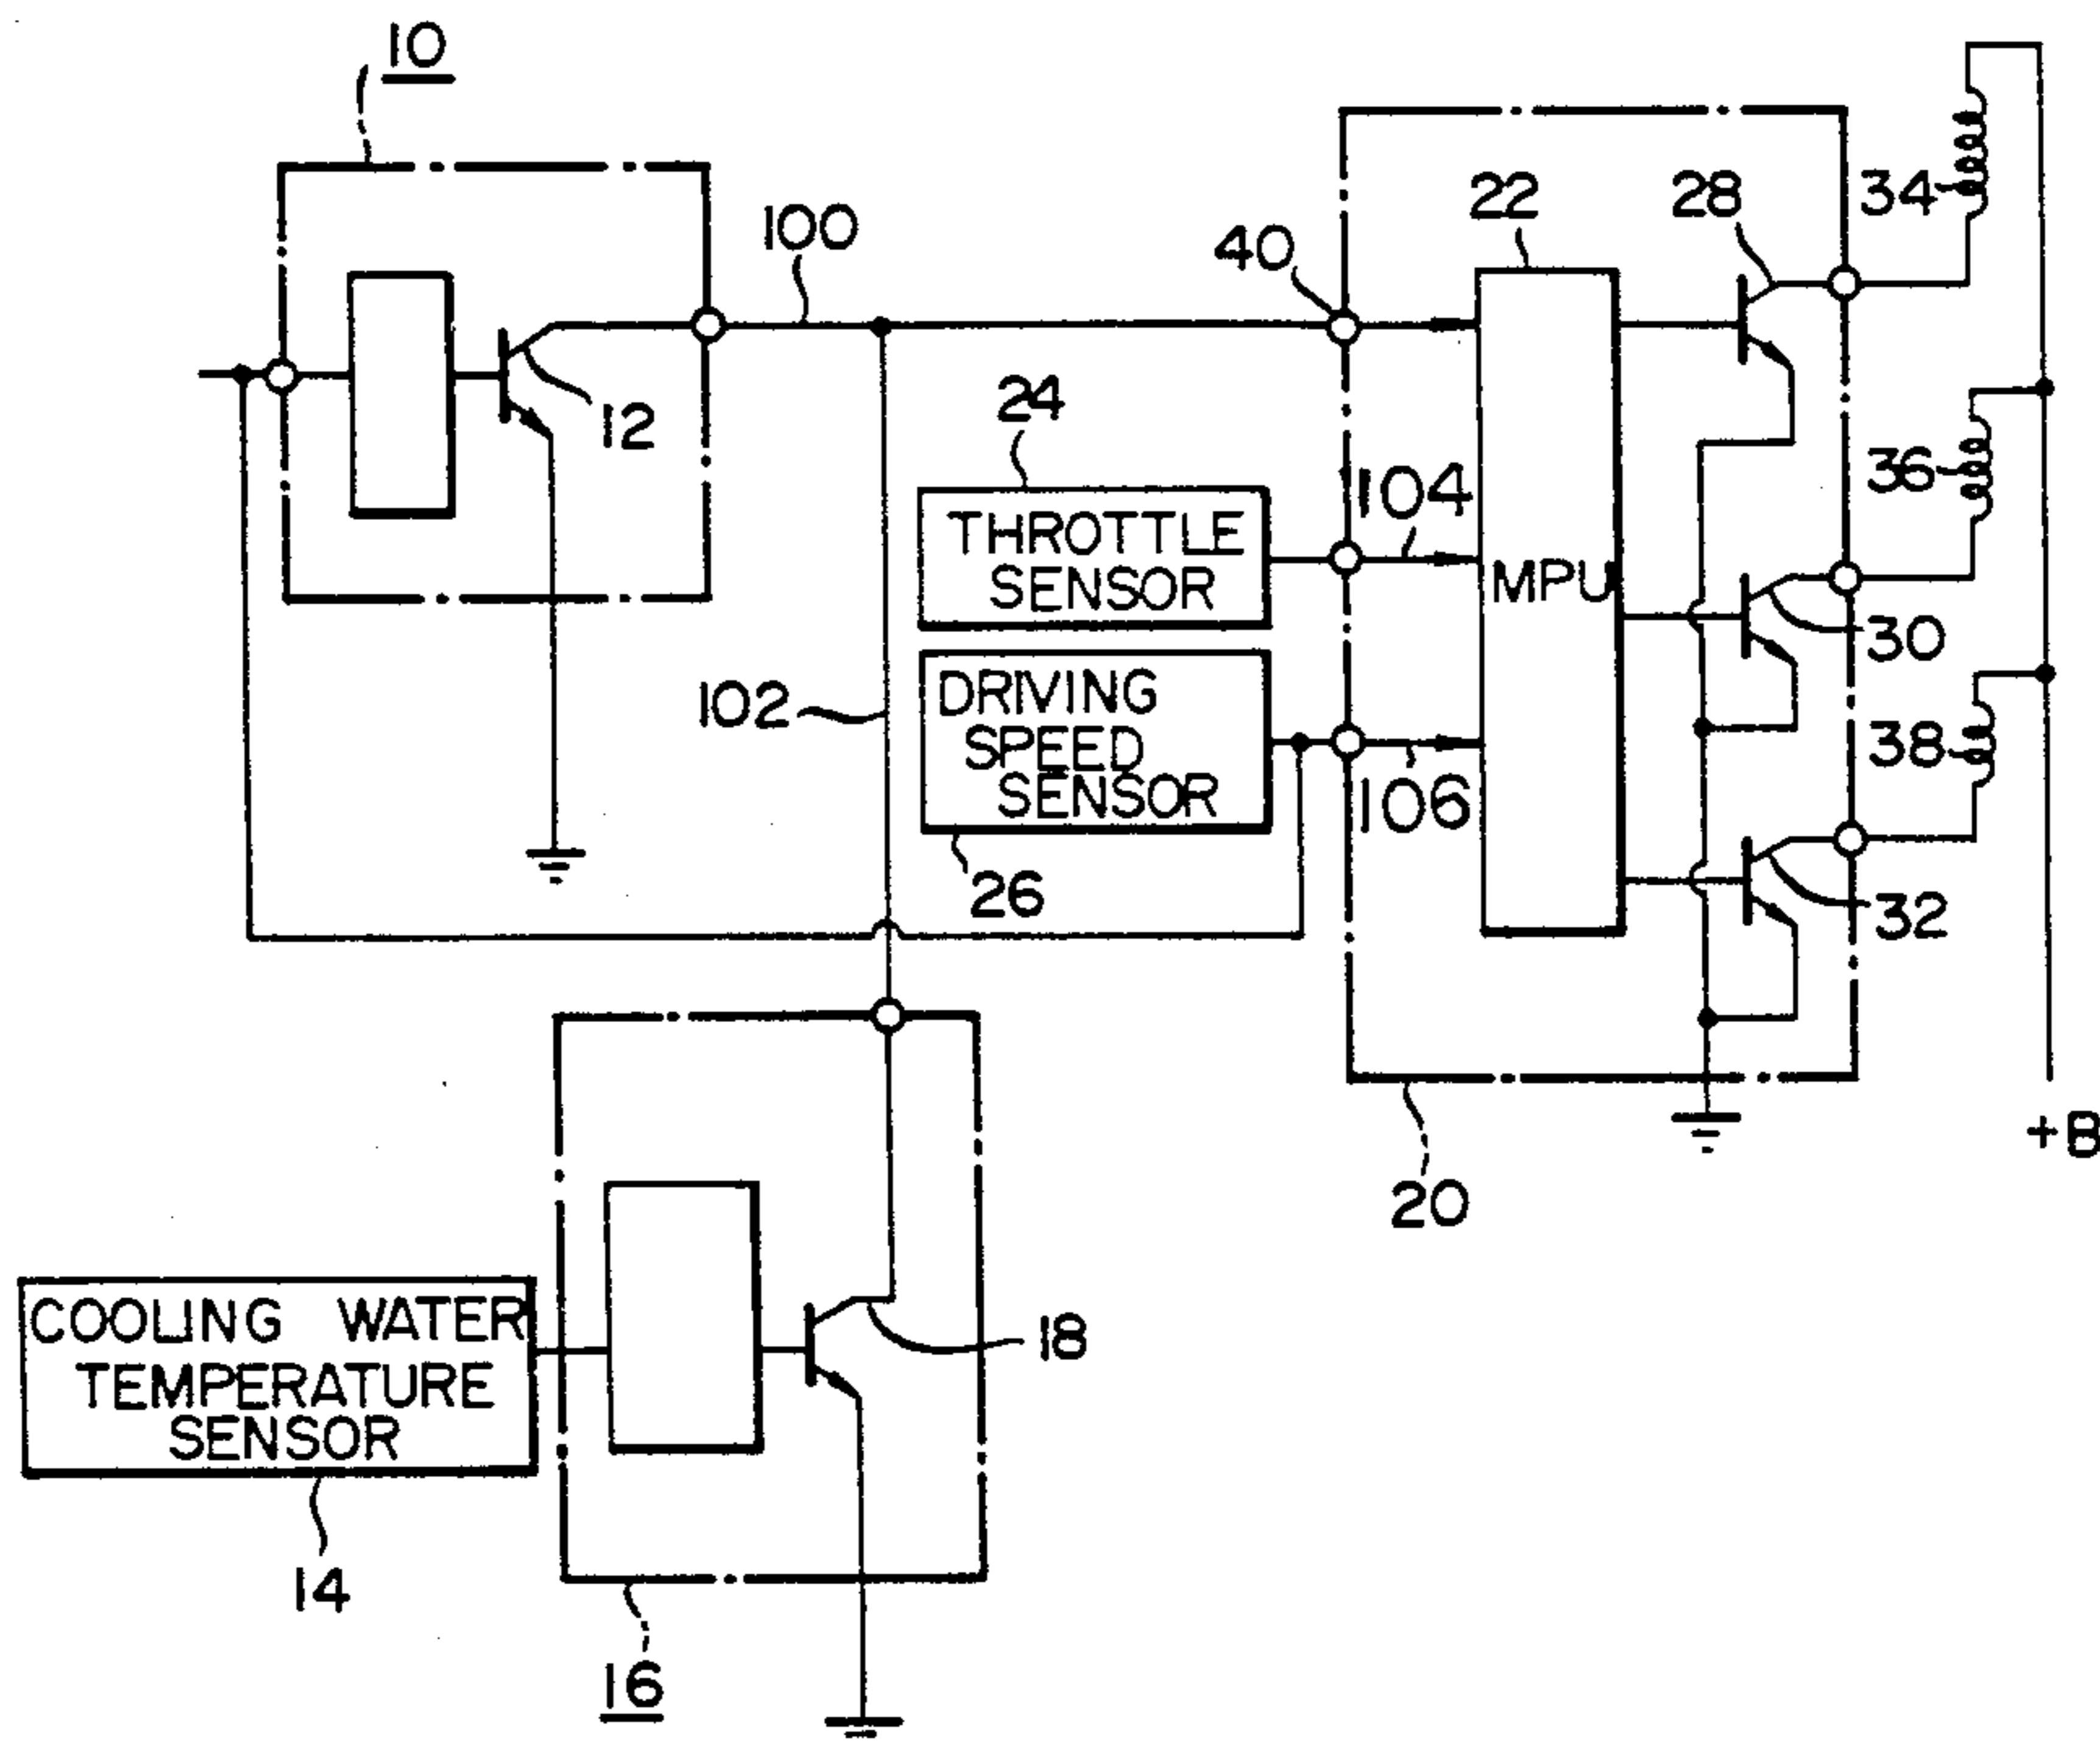 10
100
40
22
28
34
12
24
THROTTLE
SENSOR
104
MPU
36
30
102
DRIVING
SPEED
SENSOR
106
38
26
32
+B
20
18
COOLING WATER
TEMPERATURE
SENSOR
14
16